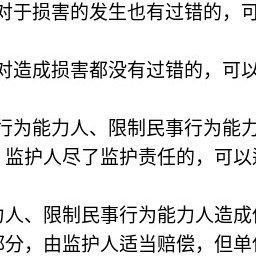 对于损害的发生也有过错的，可
对造成损害都没有过错的，可以
行为能力人、限制民事行为能力
监护人尽了监护责任的，可以
人、限制民事行为能力人造成
部分，由监护人适当赔偿，但单